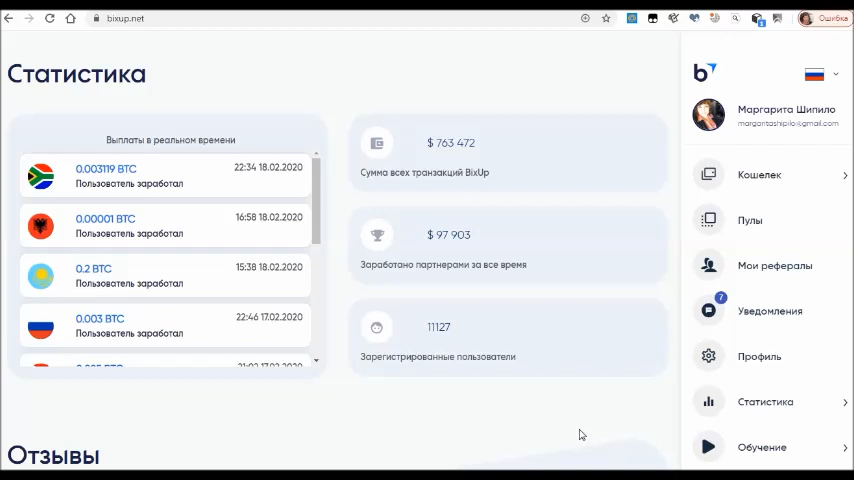 bixup.net
Ошибка
Статистика
Выплаты в реальном времени
0.003119 BTC
22:34 18.02.2020
Пользователь заработал
0.00001 BTC
16:58 18.02.2020
Пользователь заработал
0.2 BTC
15:38 18.02.2020
Пользователь заработал
0.003 BTC
22:46 17.02.2020
Пользователь заработал
$ 763 472
Сумма всех транзакций BixUp
$ 97 903
Заработано партнерами за все время
11127
Зарегистрированные пользователи
Отзывы
b
Маргарита Шипило
margaritashipilo@gmail.com
Кошелек
Пулы
Мои рефералы
7
Уведомления
Профиль
Статистика
Обучение